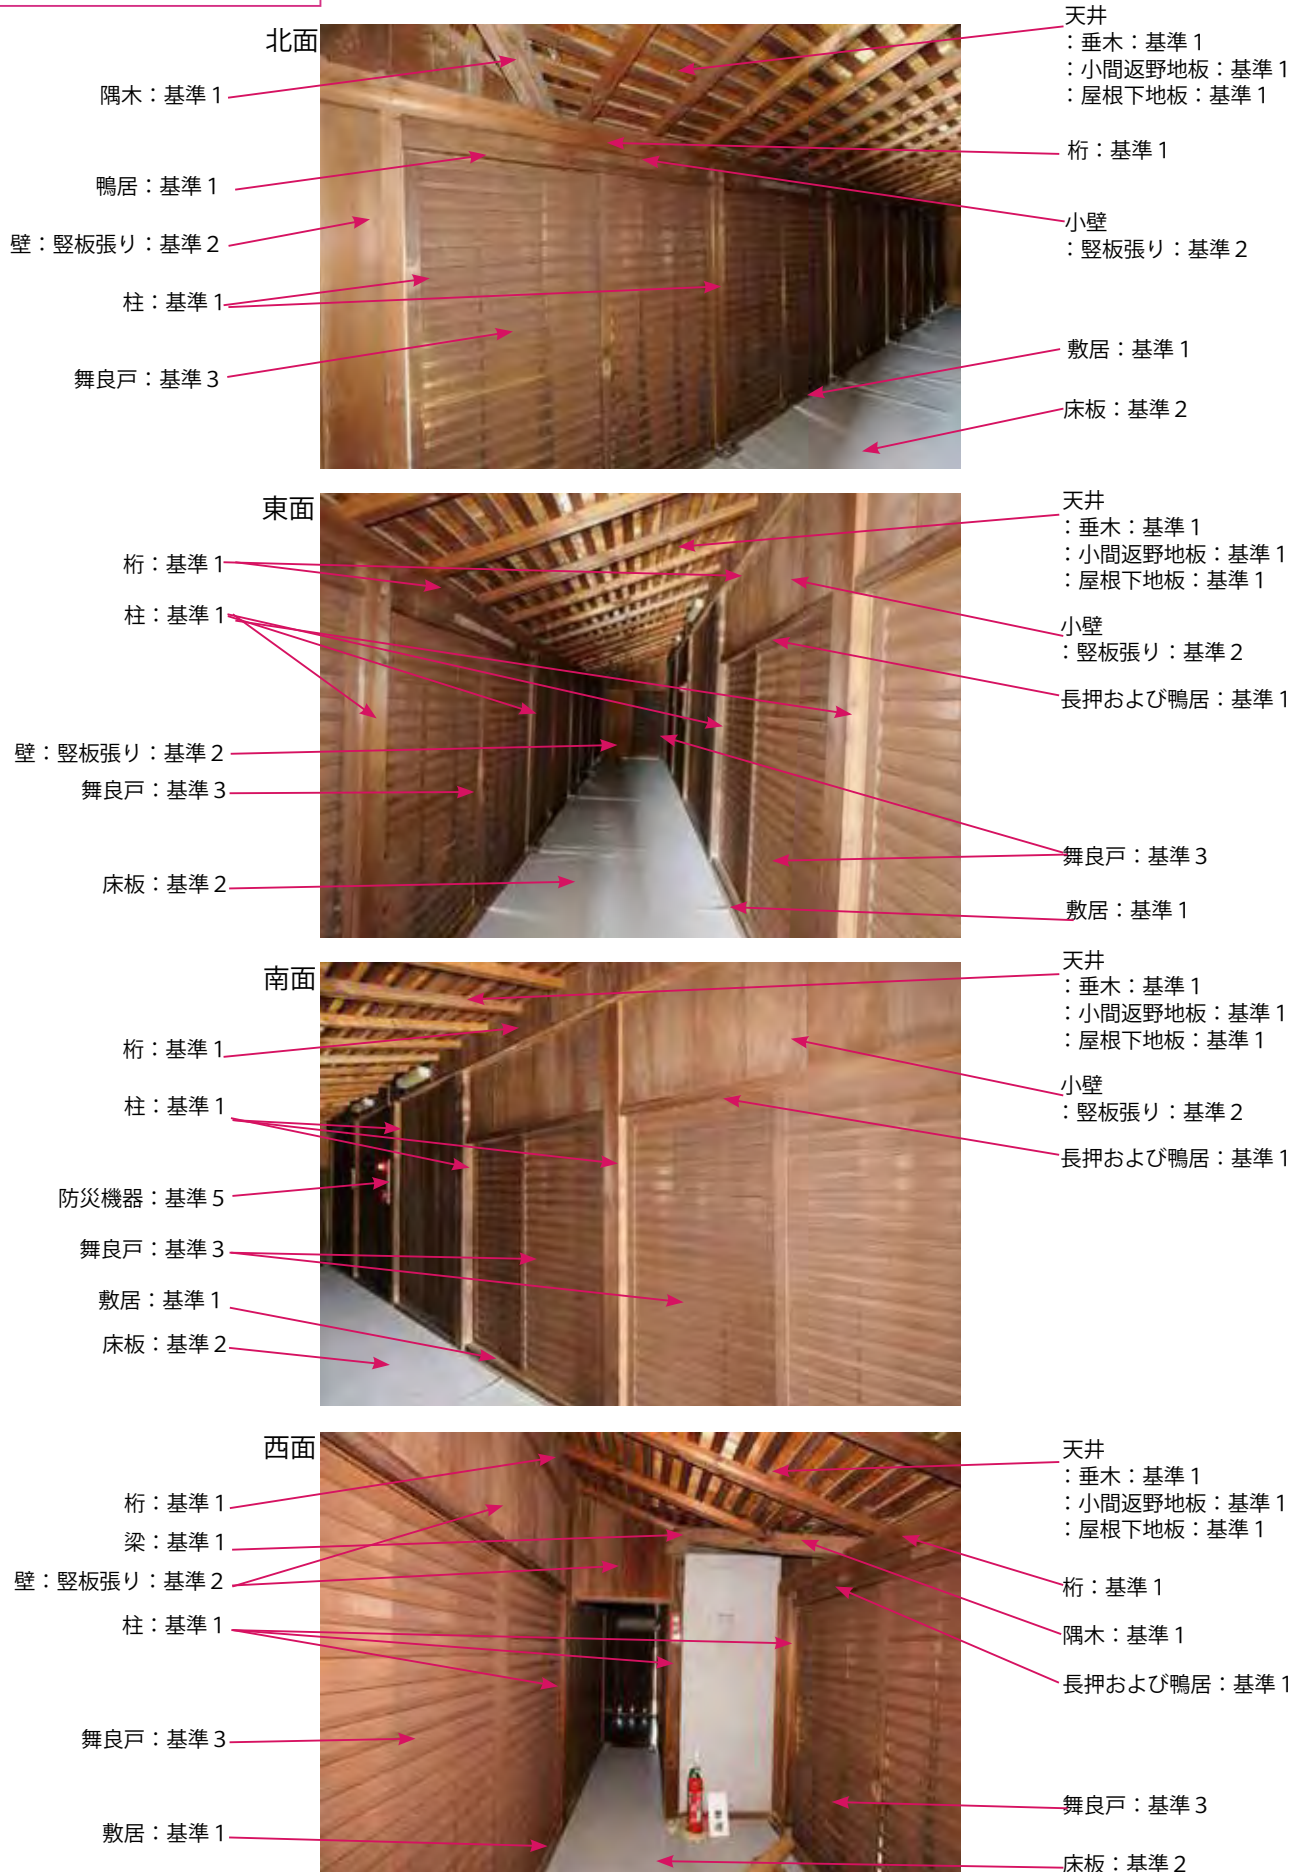 北面
隅木：基準１
鴨居：基準１
壁：竪板張り：基準２
柱：基準１
舞良戸：基準３
天井
：垂木：基準１
：小間返野地板：基準１
：屋根下地板：基準１
桁：基準１
小壁
：竪板張り：基準２
敷居：基準１
床板：基準２
東面
桁：基準１
柱：基準１
壁：竪板張り：基準２
舞良戸：基準３
床板：基準２
天井
：垂木：基準１
：小間返野地板：基準１
：屋根下地板：基準１
小壁
：竪板張り：基準２
長押および鴨居：基準１
舞良戸：基準３
敷居：基準１
南面
桁：基準１
柱：基準１
防災機器：基準５
舞良戸：基準３
敷居：基準１
床板：基準２
天井
：垂木：基準１
：小間返野地板：基準１
：屋根下地板：基準１
小壁
：竪板張り：基準２
長押および鴨居：基準１
西面
桁：基準１
梁：基準１
壁：竪板張り：基準２
柱：基準１
舞良戸：基準３
敷居：基準１
天井
：垂木：基準１
：小間返野地板：基準１
：屋根下地板：基準１
桁：基準１
隅木：基準１
長押および鴨居：基準１
舞良戸：基準３
床板：基準２